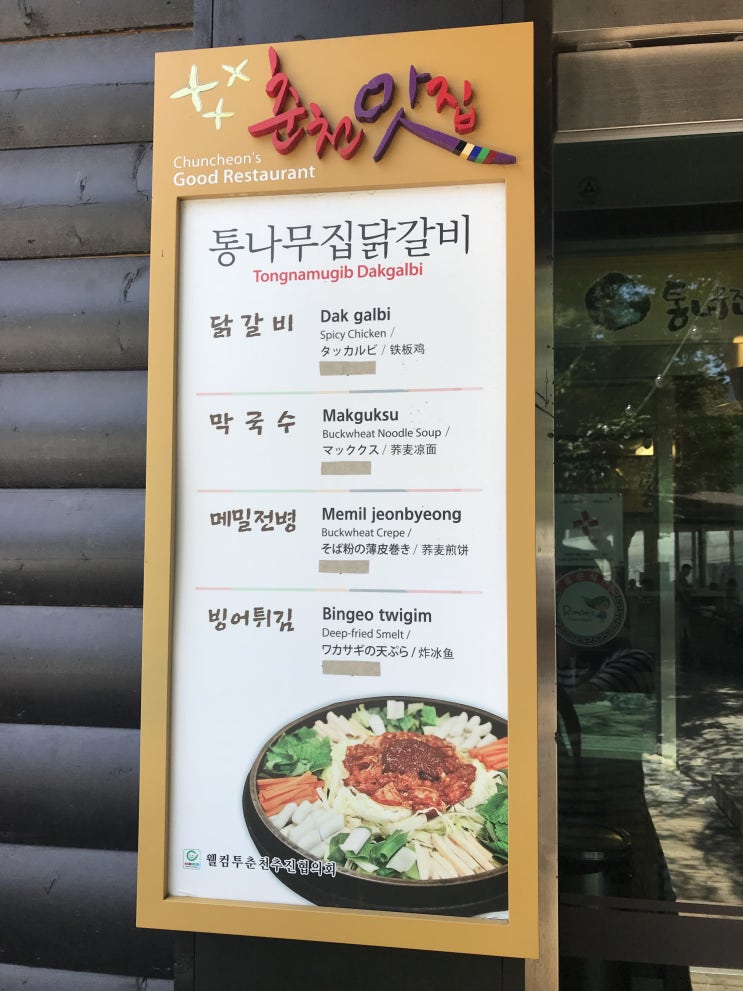 춘천맛집
Chuncheon's
Good Restaurant
통나무집닭갈비
Tongnamugib Dakgalbi
닭갈비
Dak galbi
Spicy Chicken /
タッカルビ / 铁板鸡
막국수
Makguksu
Buckwheat Noodle Soup /
マッククス / 荞麦凉面
메밀전병
Memil jeonbyeong
Buckwheat Crepe /
そば粉の薄皮巻き / 荞麦煎饼
빙어튀김
Bingeo twigim
Deep-fried Smelt /
ワカサギの天ぷら / 炸冰鱼
웰컴투춘천추진협의회
통나무